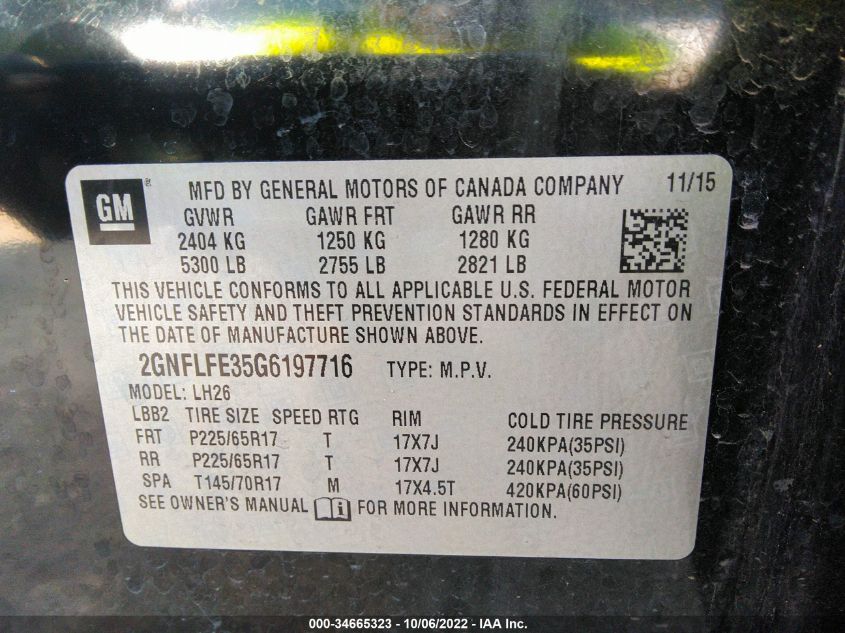 GM ® MFD BY GENERAL MOTORS OF CANADA COMPANY 11/15
GVWR GAWR FRT GAWR RR
2404 KG 1250 KG 1280 KG
5300 LB 2755 LB 2821 LB
THIS VEHICLE CONFORMS TO ALL APPLICABLE U.S. FEDERAL MOTOR
VEHICLE SAFETY AND THEFT PREVENTION STANDARDS IN EFFECT ON
THE DATE OF MANUFACTURE SHOWN ABOVE.
2GNFLFE35G6197716 TYPE: M.P.V.
MODEL: LH26
LBB2 TIRE SIZE SPEED RTG RIM COLD TIRE PRESSURE
FRT P225/65R17 T 17X7J 240KPA(35PSI)
RR P225/65R17 T 17X7J 240KPA(35PSI)
SPA T145/70R17 M 17X4.5T 420KPA(60PSI)
SEE OWNER'S MANUAL i FOR MORE INFORMATION.
000-34665323 - 10/06/2022 - IAA Inc.